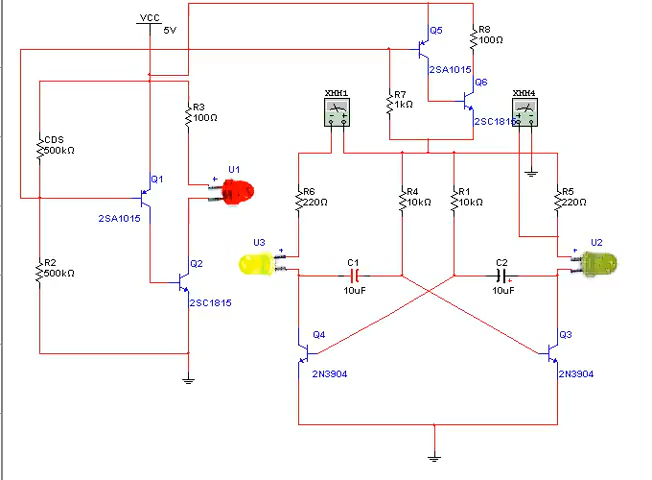 VCC
5V
Q5
R8
100Ω
2SA1015
Q6
2SC1815
R7
1kΩ
XMM1
XMM4
R3
100Ω
CDS
500kΩ
U1
Q1
2SA1015
R2
500kΩ
Q2
2SC1815
R6
220Ω
R4
10kΩ
R1
10kΩ
R5
220Ω
U3
U2
C1
10uF
C2
10uF
Q4
2N3904
Q3
2N3904